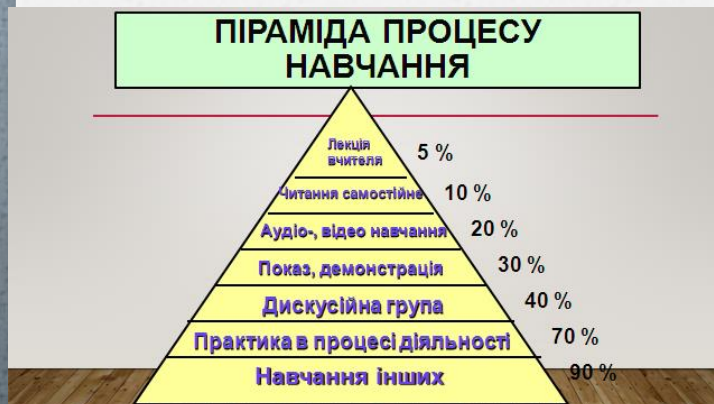 ПІРАМІДА ПРОЦЕСУ
НАВЧАННЯ
Лекція
вчителя
5 %
Читання самостійне
10 %
Аудіо-, відео навчання
20 %
Показ, демонстрація
30 %
Дискусійна група
40 %
Практика в процесі діяльності
70 %
Навчання інших
90 %